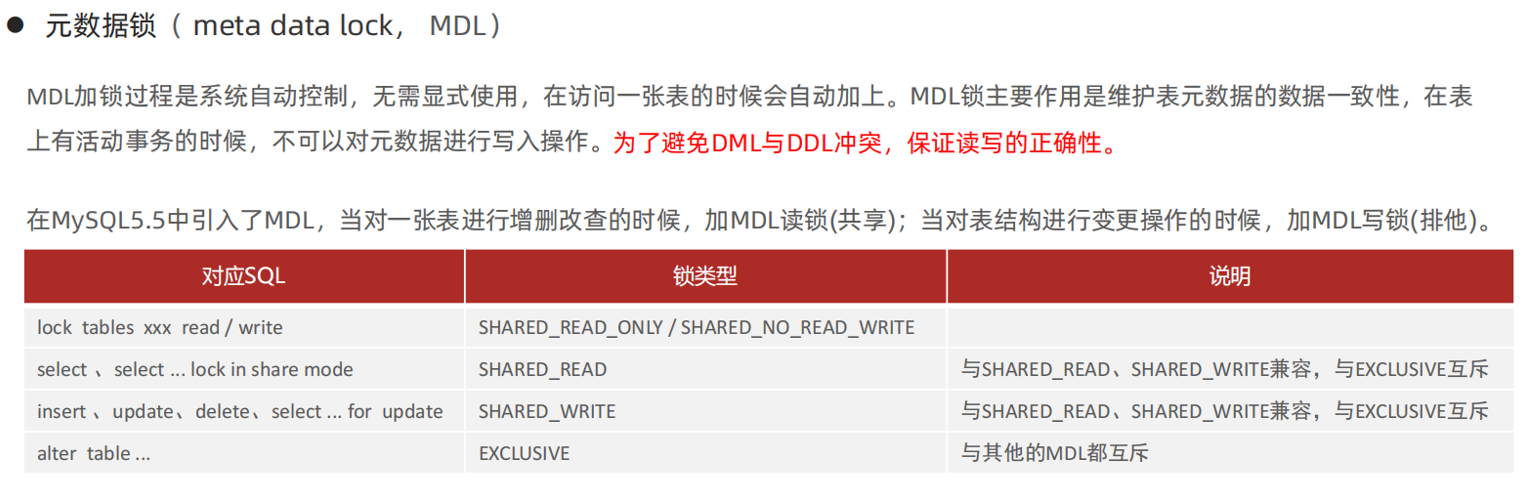 ● 元数据锁（meta data lock， MDL）
MDL加锁过程是系统自动控制，无需显式使用，在访问一张表的时候会自动加上。MDL锁主要作用是维护表元数据的数据一致性，在表
上有活动事务的时候，不可以对元数据进行写入操作。为了避免DML与DDL冲突，保证读写的正确性。
在MySQL5.5中引入了MDL，当对一张表进行增删改查的时候，加MDL读锁(共享)；当对表结构进行变更操作的时候，加MDL写锁(排他)。
对应SQL 锁类型 说明
lock tables xxx read / write SHARED_READ_ONLY / SHARED_NO_READ_WRITE
select 、select ... lock in share mode SHARED_READ 与SHARED_READ、SHARED_WRITE兼容，与EXCLUSIVE互斥
insert 、update、delete、select ... for update SHARED_WRITE 与SHARED_READ、SHARED_WRITE兼容，与EXCLUSIVE互斥
alter table ... EXCLUSIVE 与其他的MDL都互斥